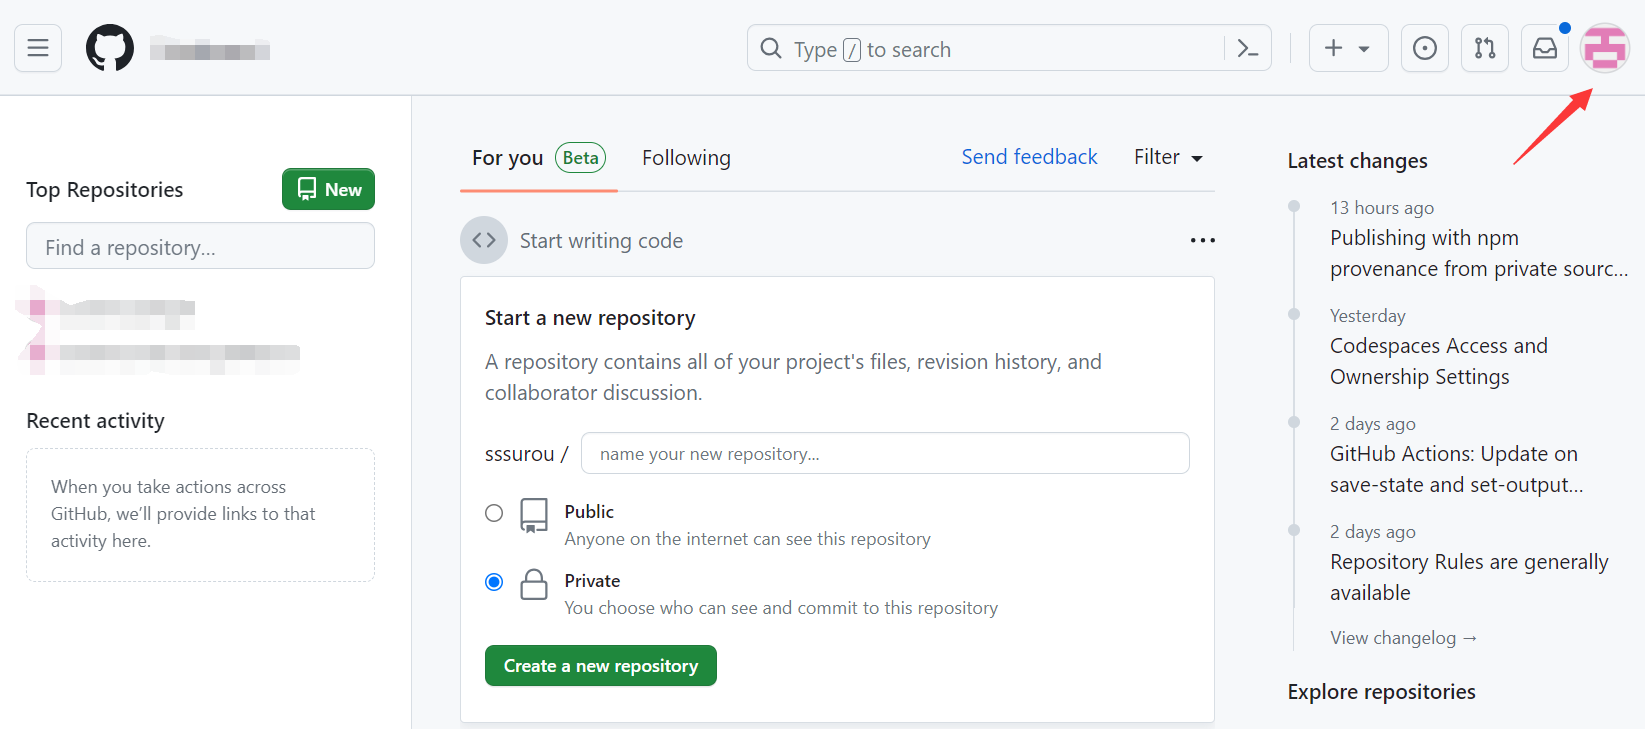 Type / to search
Top Repositories
New
Find a repository...
Recent activity
When you take actions across
GitHub, we'll provide links to that
activity here.
For you Beta Following Send feedback Filter
Start writing code
Start a new repository
A repository contains all of your project's files, revision history, and
collaborator discussion.
sssurou / name your new repository...
Public
Anyone on the internet can see this repository
Private
You choose who can see and commit to this repository
Create a new repository
Latest changes
13 hours ago
Publishing with npm
provenance from private sourc...
Yesterday
Codespaces Access and
Ownership Settings
2 days ago
GitHub Actions: Update on
save-state and set-output...
2 days ago
Repository Rules are generally
available
View changelog →
Explore repositories